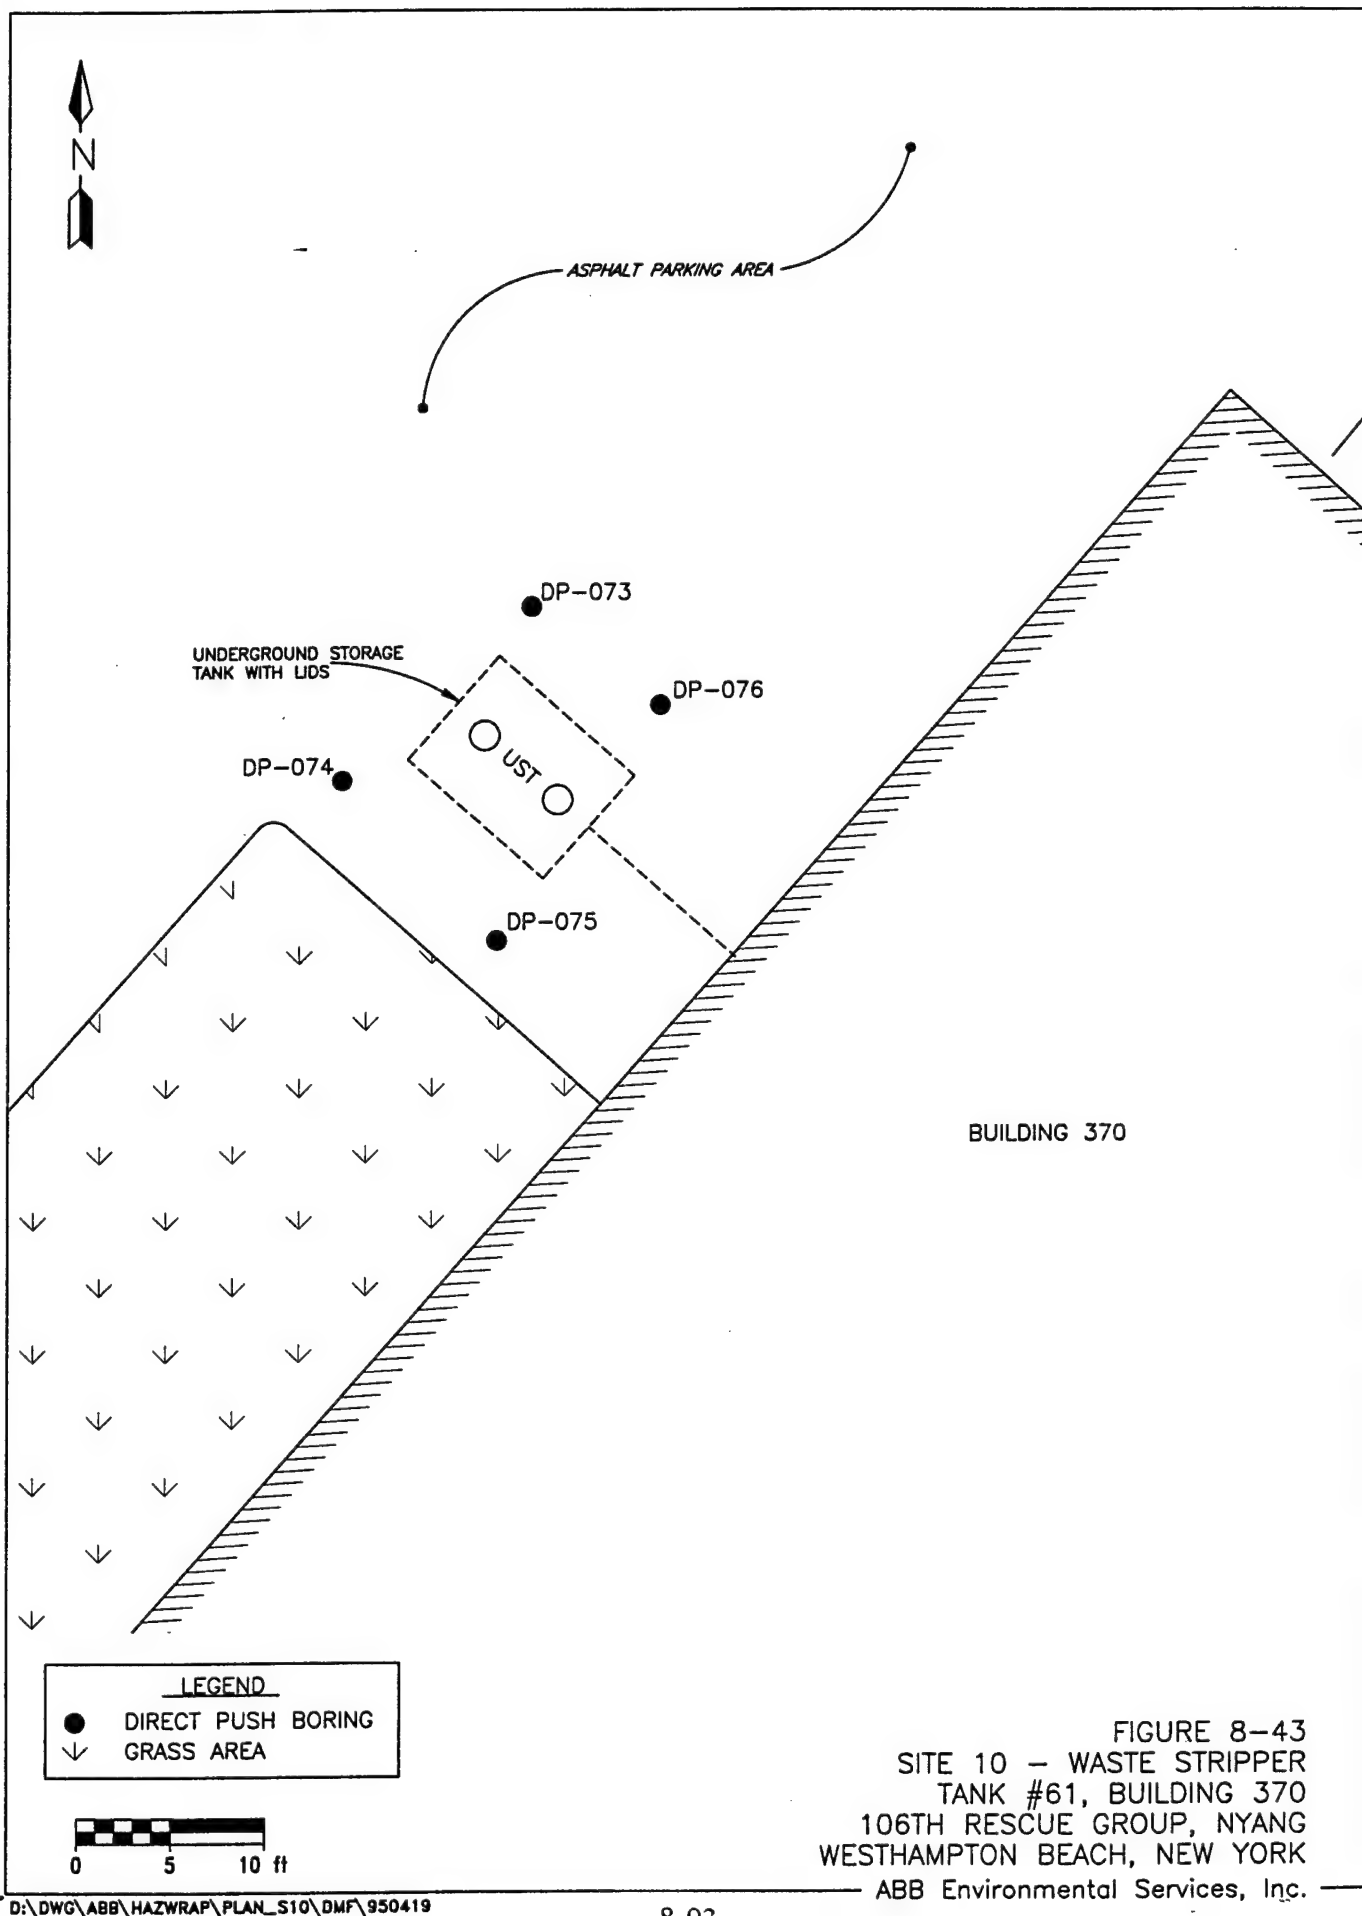 N
ASPHALT PARKING AREA
DP-073
UNDERGROUND STORAGE
TANK WITH LIDS
DP-076
UST
DP-074
DP-075
BUILDING 370
LEGEND
DIRECT PUSH BORING
GRASS AREA
0 5 10 ft
FIGURE 8-43
SITE 10 - WASTE STRIPPER
TANK #61, BUILDING 370
106TH RESCUE GROUP, NYANG
WESTHAMPTON BEACH, NEW YORK
ABB Environmental Services, Inc.
D:\DWG\ABB\HAZWRAP\PLAN_S10\DMF\950419